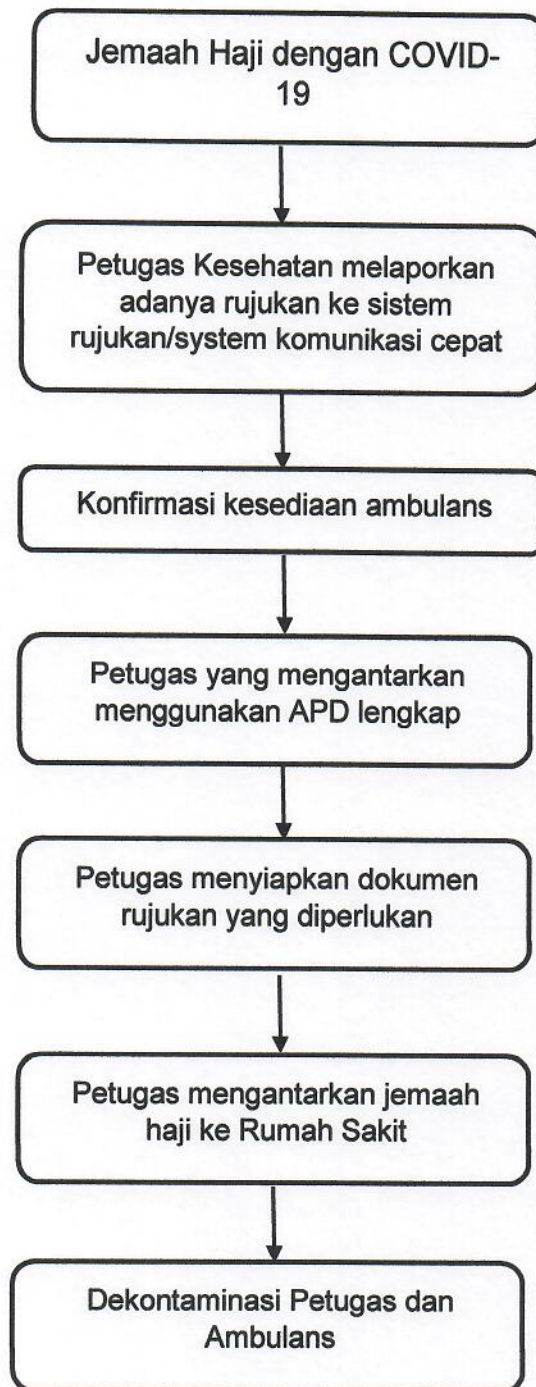 Jemaah Haji dengan COVID-
19
Petugas Kesehatan melaporkan
adanya rujukan ke sistem
rujukan/system komunikasi cepat
Konfirmasi kesediaan ambulans
Petugas yang mengantarkan
menggunakan APD lengkap
Petugas menyiapkan dokumen
rujukan yang diperlukan
Petugas mengantarkan jemaah
haji ke Rumah Sakit
Dekontaminasi Petugas dan
Ambulans